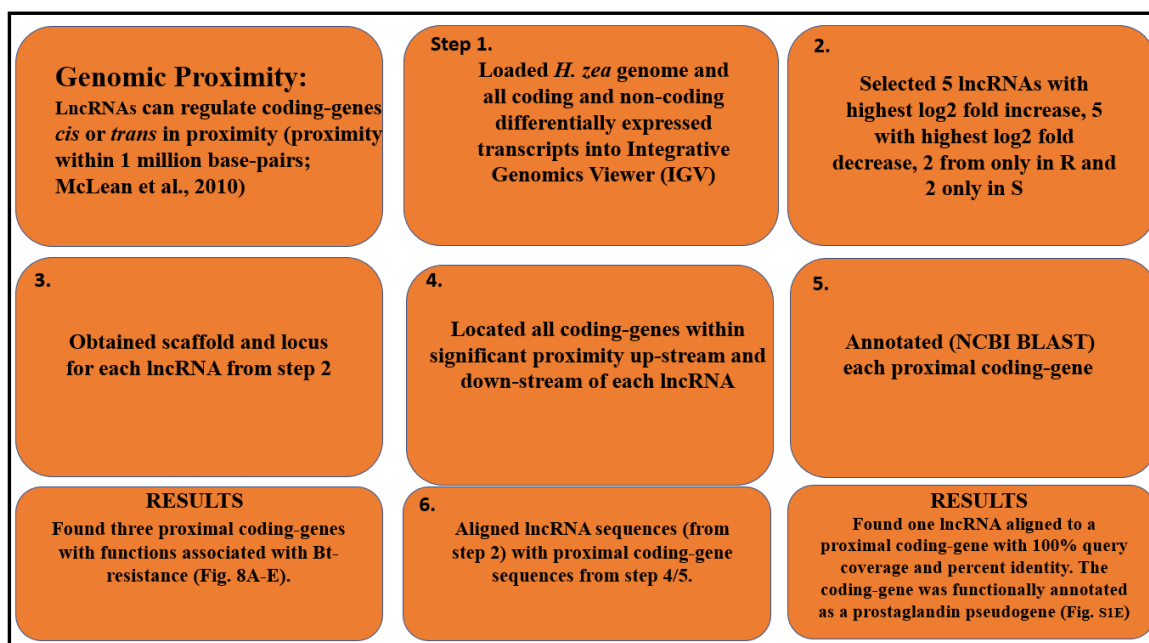 Genomic Proximity:
LncRNAs can regulate coding-genes
cis or trans in proximity (proximity
within 1 million base-pairs;
McLean et al., 2010)
Step 1.
Loaded H. zea genome and
all coding and non-coding
differentially expressed
transcripts into Integrative
Genomics Viewer (IGV)
2.
Selected 5 lncRNAs with
highest log2 fold increase, 5
with highest log2 fold
decrease, 2 from only in R and
2 only in S
3.
Obtained scaffold and locus
for each lncRNA from step 2
4.
Located all coding-genes within
significant proximity up-stream and
down-stream of each lncRNA
5.
Annotated (NCBI BLAST)
each proximal coding-gene
RESULTS
Found three proximal coding-genes
with functions associated with Bt-
resistance (Fig. 8A-E).
6.
Aligned lncRNA sequences (from
step 2) with proximal coding-gene
sequences from step 4/5.
RESULTS
Found one lncRNA aligned to a
proximal coding-gene with 100% query
coverage and percent identity. The
coding-gene was functionally annotated
as a prostaglandin pseudogene (Fig. S1E)